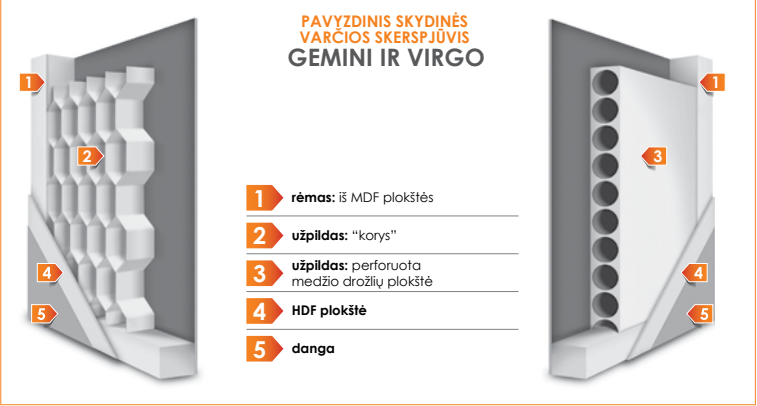 PAVYZDINIS SKYDINĖS
VARČIOS SKERSPJŪVIS
GEMINI IR VIRGO
1
2
4
5
1 rėmas: iš MDF plokštės
2 užpildas: “korys”
3 užpildas: perforuota
medžio drožlių plokštė
4 HDF plokštė
5 danga
1
3
4
5